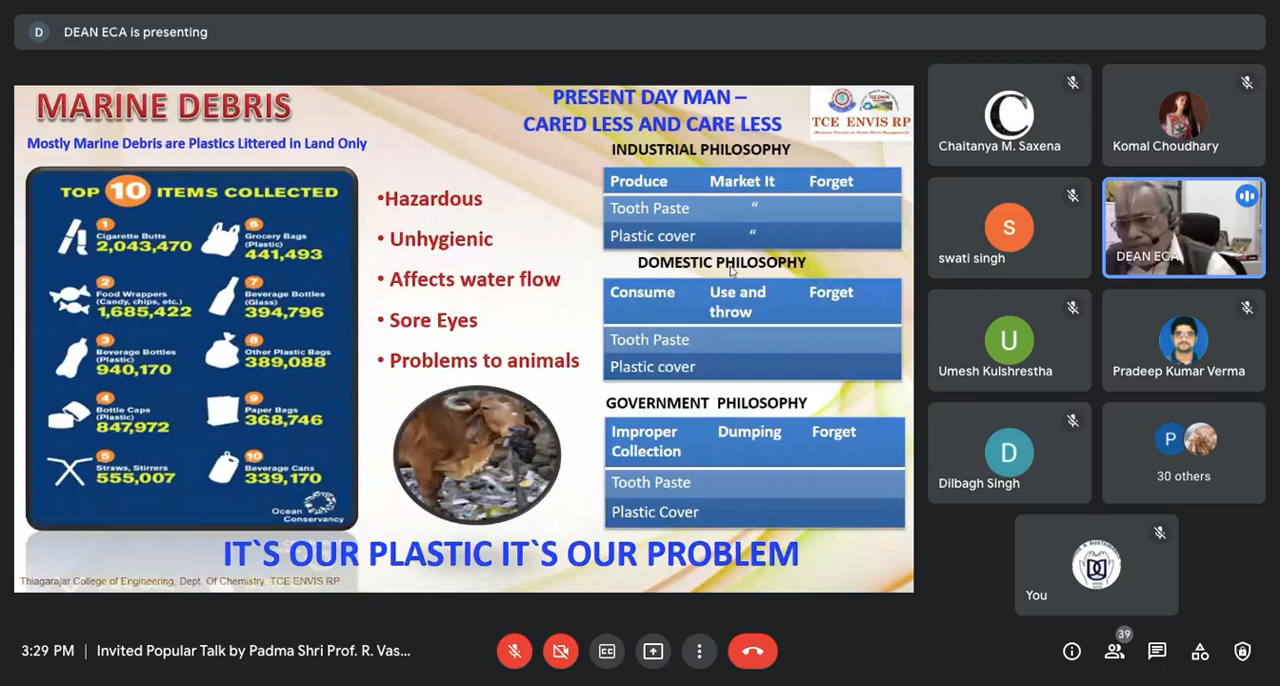 D DEAN ECA is presenting
MARINE DEBRIS
Mostly Marine Debris are Plastics Littered in Land Only
TOP 10 ITEMS COLLECTED
1
Cigarette Butts
2,043,470
2
Food Wrappers
(Candy, chips, etc.)
1,685,422
3
Beverage Bottles
(Plastic)
940,170
4
Bottle Caps
(Plastic)
847,972
5
Straws, Stirrers
555,007
6
Grocery Bags
(Plastic)
441,493
7
Beverage Bottles
(Glass)
394,796
8
Other Plastic Bags
389,088
9
Paper Bags
368,746
10
Beverage Cans
339,170
Ocean
Conservancy
•Hazardous
• Unhygienic
• Affects water flow
• Sore Eyes
• Problems to animals
PRESENT DAY MAN –
CARED LESS AND CARE LESS
TCE ENVIS RP
INDUSTRIAL PHILOSOPHY
Produce Market It Forget
Tooth Paste "
Plastic cover "
DOMESTIC PHILOSOPHY
Consume Use and throw Forget
Tooth Paste
Plastic cover
GOVERNMENT PHILOSOPHY
Improper Collection Dumping Forget
Tooth Paste
Plastic Cover
IT`S OUR PLASTIC IT`S OUR PROBLEM
Thiagarajar College of Engineering, Dept. Of Chemistry, TCE ENVIS RP
C
Chaitanya M. Saxena
Komal Choudhary
S
swati singh
DEAN ECA
U
Umesh Kulshrestha
Pradeep Kumar Verma
D
Dilbagh Singh
P
30 others
You
3:29 PM | Invited Popular Talk by Padma Shri Prof. R. Vas...
39